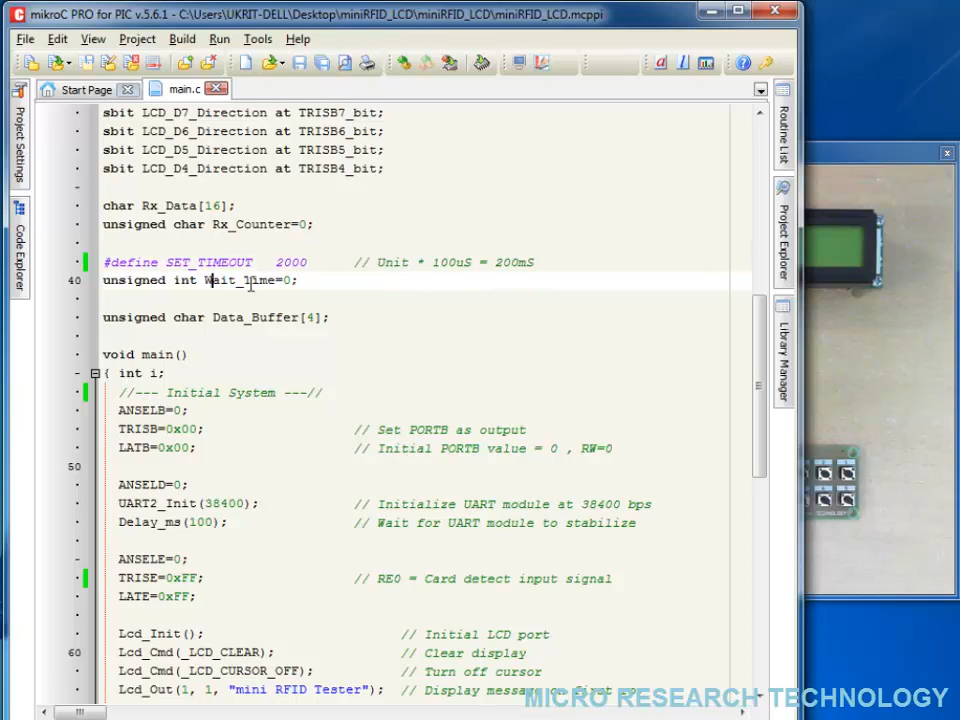 mikroC PRO for PIC v.5.6.1 - C:\Users\UKRIT-DELL\Desktop\miniRFID_LCD\miniRFID_LCD\miniRFID_LCD.mcppi
File Edit View Project Build Run Tools Help
Start Page main.c
Project Settings
Code Explorer
Routine List
Project Explorer
Library Manager
sbit LCD_D7_Direction at TRISB7_bit;
sbit LCD_D6_Direction at TRISB6_bit;
sbit LCD_D5_Direction at TRISB5_bit;
sbit LCD_D4_Direction at TRISB4_bit;
char Rx_Data[16];
unsigned char Rx_Counter=0;
#define SET_TIMEOUT 2000 // Unit * 100uS = 200mS
40 unsigned int Wait_Time=0;
unsigned char Data_Buffer[4];
void main()
{ int i;
//--- Initial System ---//
ANSELB=0;
TRISB=0x00; // Set PORTB as output
LATB=0x00; // Initial PORTB value = 0 , RW=0
50
ANSELD=0;
UART2_Init(38400); // Initialize UART module at 38400 bps
Delay_ms(100); // Wait for UART module to stabilize
ANSELE=0;
TRISE=0xFF; // RE0 = Card detect input signal
LATE=0xFF;
Lcd_Init(); // Initial LCD port
60 Lcd_Cmd(_LCD_CLEAR); // Clear display
Lcd_Cmd(_LCD_CURSOR_OFF); // Turn off cursor
Lcd_Out(1, 1, "mini RFID Tester"); // Display message on first
MICRO RESEARCH TECHNOLOGY